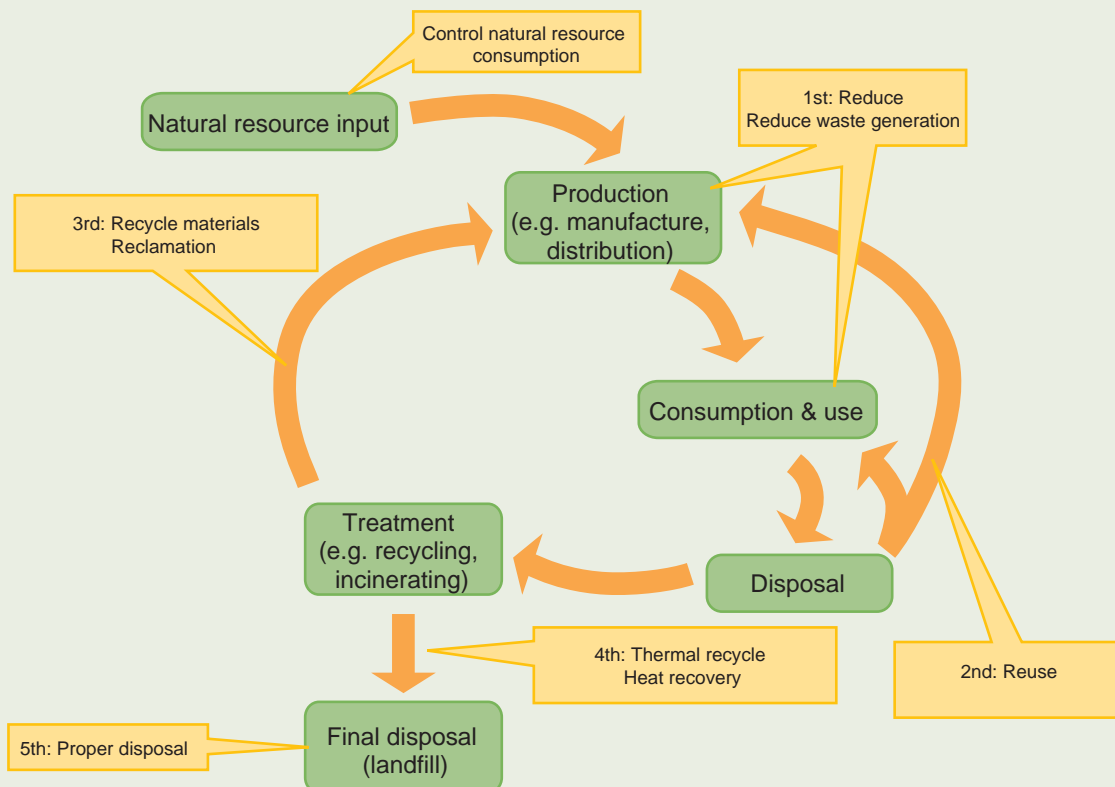 Control natural resource
consumption
Natural resource input
1st: Reduce
Reduce waste generation
Production
(e.g. manufacture,
distribution)
3rd: Recycle materials
Reclamation
Consumption & use
Treatment
(e.g. recycling,
incinerating)
Disposal
4th: Thermal recycle
Heat recovery
2nd: Reuse
5th: Proper disposal
Final disposal
(landfill)